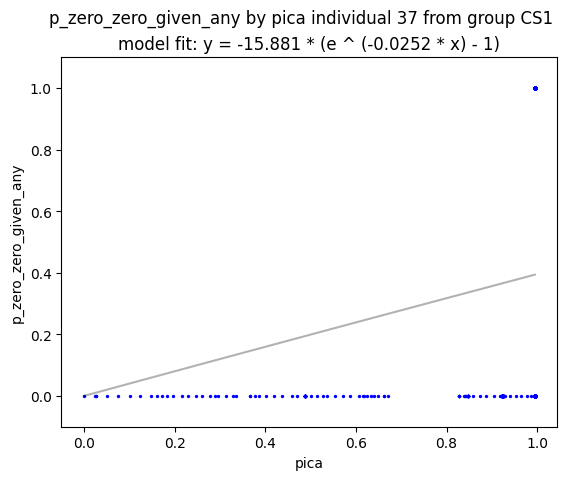 p_zero_zero_given_any by pica individual 37 from group CS1
model fit: y = -15.881 * (e ^ (-0.0252 * x) - 1)
1.0
0.8
0.6
0.4
0.2
0.0
p_zero_zero_given_any
0.0 0.2 0.4 0.6 0.8 1.0
pica